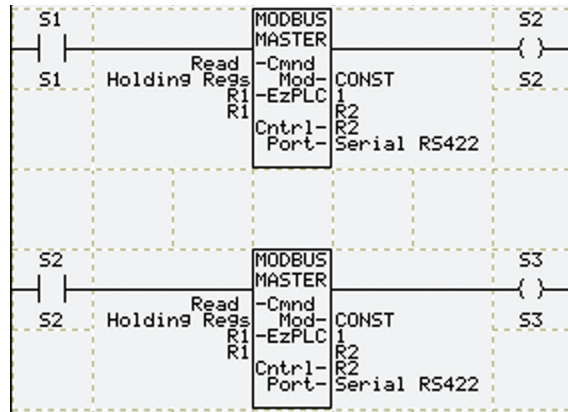 S1 MODBUS S2
MASTER
Read -Cmnd
S1 Holding Regs Mod- CONST S2
R1 -EzPLC 1
R1 R2
Cntrl- R2
Port- Serial RS422
S2 MODBUS S3
MASTER
Read -Cmnd
S2 Holding Regs Mod- CONST S3
R1 -EzPLC 1
R1 R2
Cntrl- R2
Port- Serial RS422